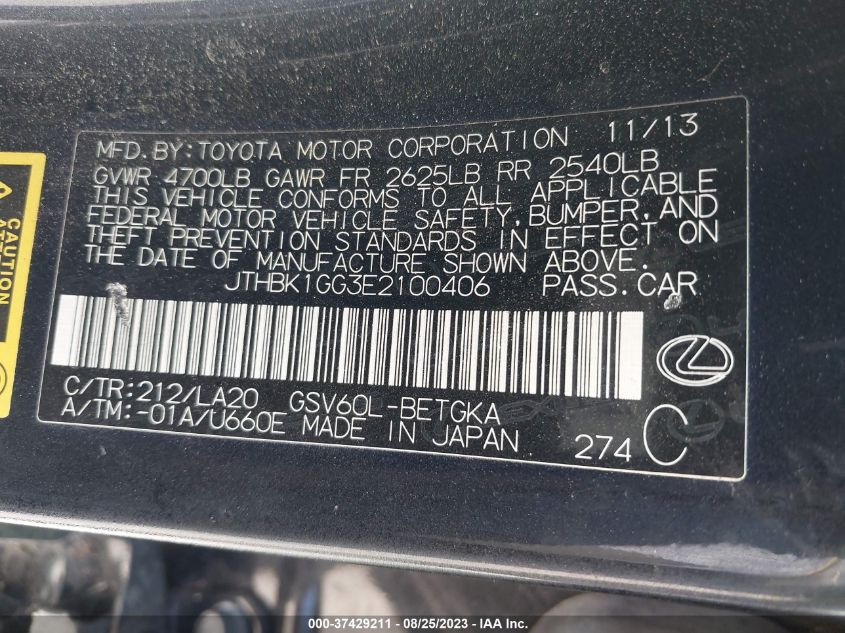 MFD. BY: TOYOTA MOTOR CORPORATION 11/13
GVWR 4700LB GAWR FR 2625LB RR 2540LB
THIS VEHICLE CONFORMS TO ALL APPLICABLE
FEDERAL MOTOR VEHICLE SAFETY, BUMPER, AND
THEFT PREVENTION STANDARDS IN EFFECT ON
THE DATE OF MANUFACTURE SHOWN ABOVE.
JTHBK1GG3E2100406 PASS. CAR
C/TR: 212/LA20 GSV60L-BETGKA
A/TM: -01A/U660E MADE IN JAPAN 274 C
CAUTION
000-37429211 - 08/25/2023 - IAAI.com